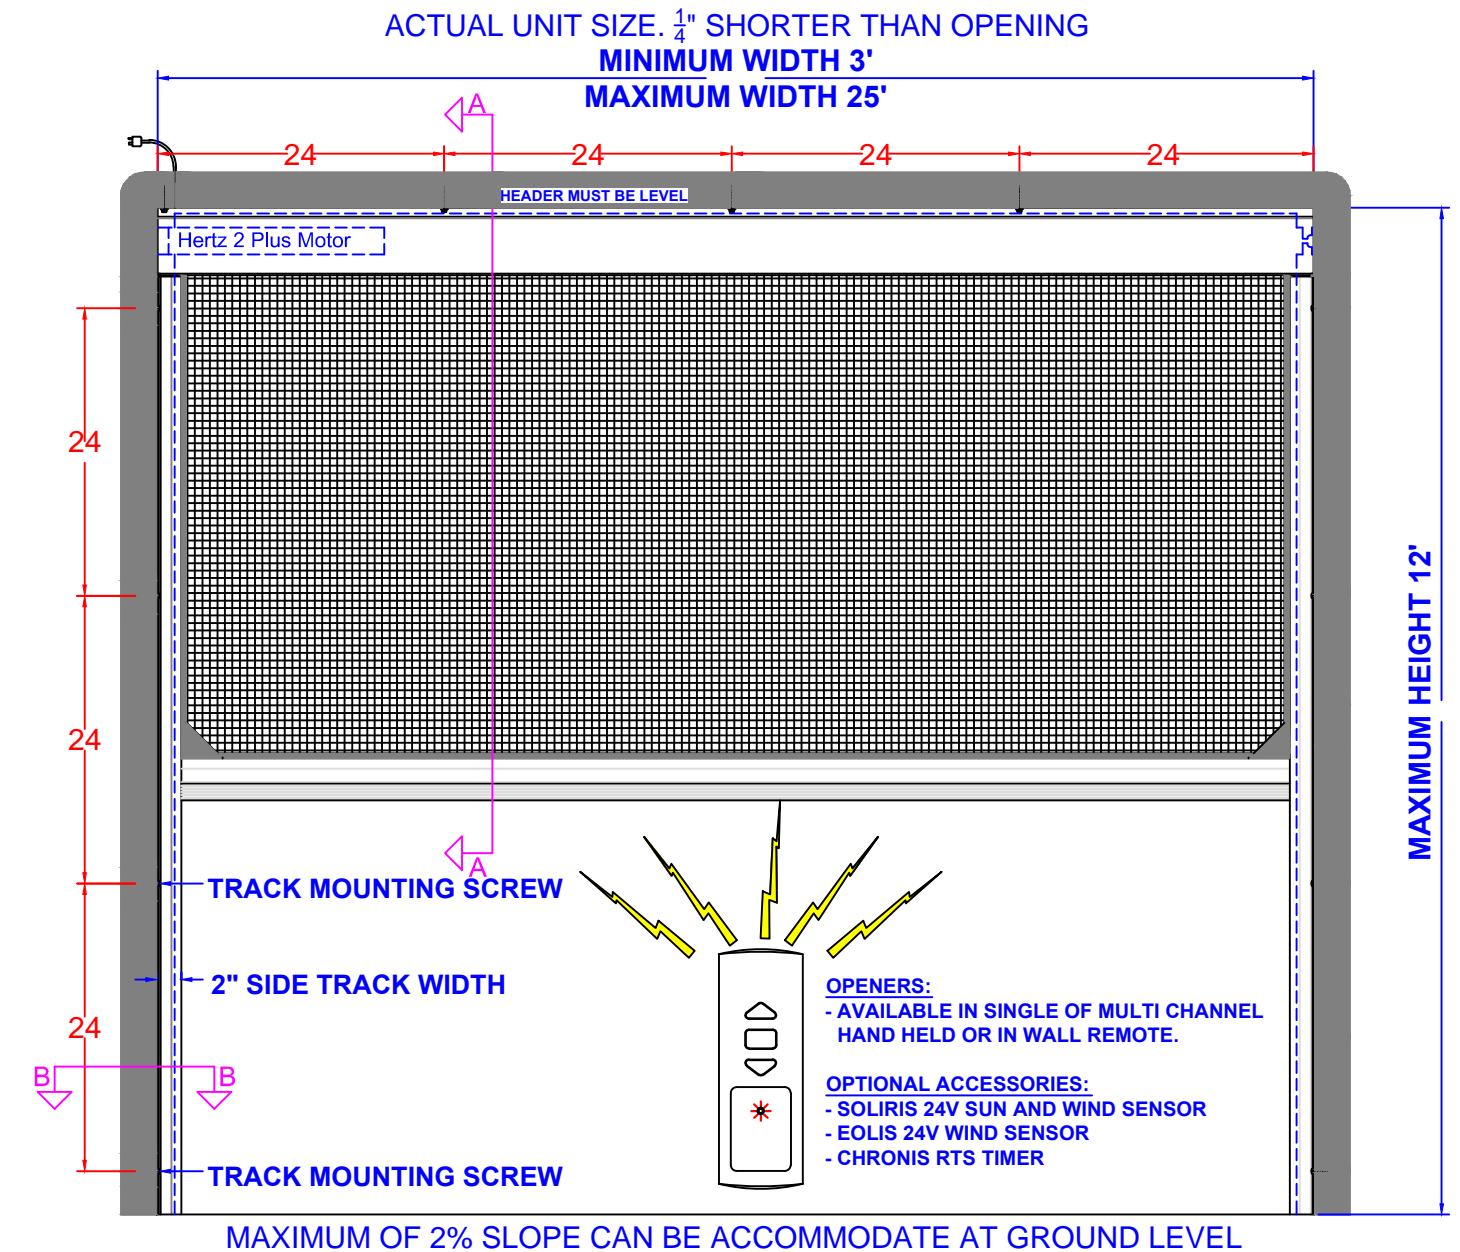 ACTUAL UNIT SIZE. 1/4" SHORTER THAN OPENING
MINIMUM WIDTH 3'
MAXIMUM WIDTH 25'
A
24
24
24
24
HEADER MUST BE LEVEL
Hertz 2 Plus Motor
24
24
24
MAXIMUM HEIGHT 12'
A
TRACK MOUNTING SCREW
2" SIDE TRACK WIDTH
OPENERS:
- AVAILABLE IN SINGLE OF MULTI CHANNEL
HAND HELD OR IN WALL REMOTE.
OPTIONAL ACCESSORIES:
- SOLIRIS 24V SUN AND WIND SENSOR
- EOLIS 24V WIND SENSOR
- CHRONIS RTS TIMER
B
B
TRACK MOUNTING SCREW
MAXIMUM OF 2% SLOPE CAN BE ACCOMMODATE AT GROUND LEVEL